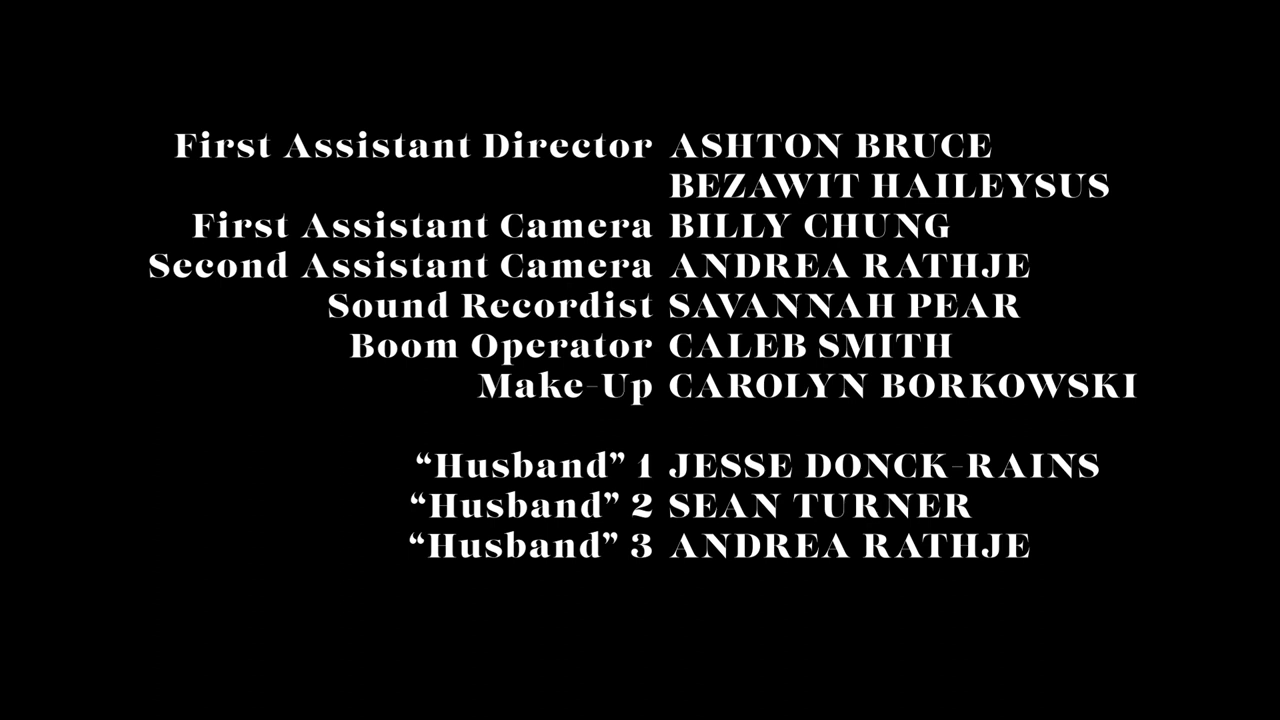 First Assistant Director ASHTON BRUCE
BEZAWIT HAILEYSUS
First Assistant Camera BILLY CHUNG
Second Assistant Camera ANDREA RATHJE
Sound Recordist SAVANNAH PEAR
Boom Operator CALEB SMITH
Make-Up CAROLYN BORKOWSKI
“Husband” 1 JESSE DONCK-RAINS
“Husband” 2 SEAN TURNER
“Husband” 3 ANDREA RATHJE